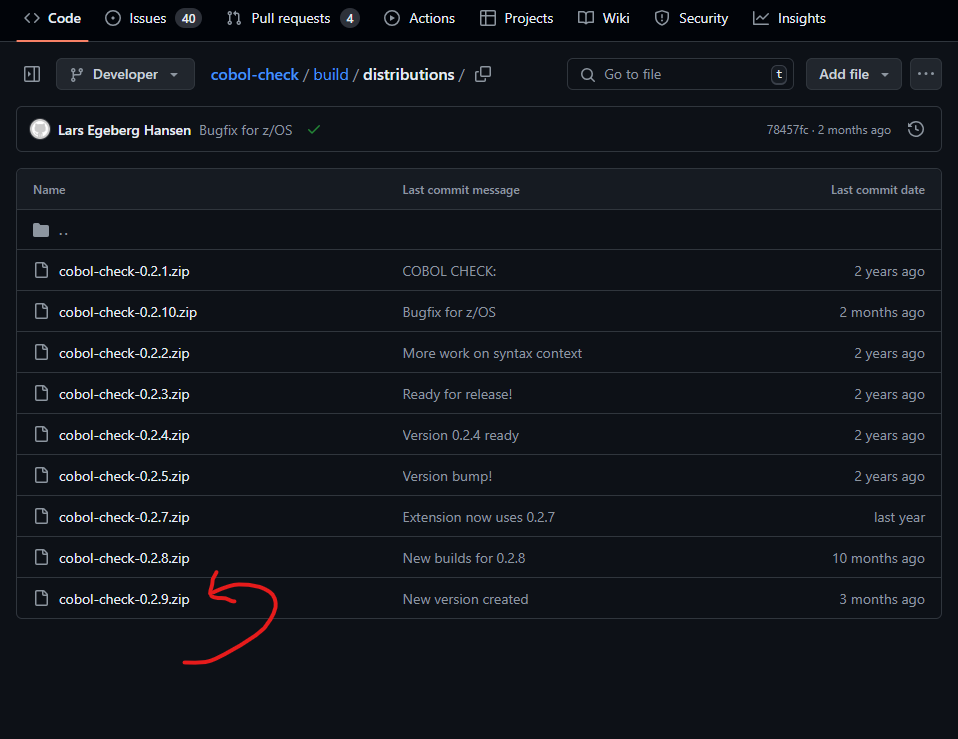 Code Issues 40 Pull requests 4 Actions Projects Wiki Security Insights
Developer cobol-check / build / distributions / Go to file t Add file
Lars Egeberg Hansen Bugfix for z/OS 78457fc · 2 months ago
Name Last commit message Last commit date
..
cobol-check-0.2.1.zip COBOL CHECK: 2 years ago
cobol-check-0.2.10.zip Bugfix for z/OS 2 months ago
cobol-check-0.2.2.zip More work on syntax context 2 years ago
cobol-check-0.2.3.zip Ready for release! 2 years ago
cobol-check-0.2.4.zip Version 0.2.4 ready 2 years ago
cobol-check-0.2.5.zip Version bump! 2 years ago
cobol-check-0.2.7.zip Extension now uses 0.2.7 last year
cobol-check-0.2.8.zip New builds for 0.2.8 10 months ago
cobol-check-0.2.9.zip New version created 3 months ago